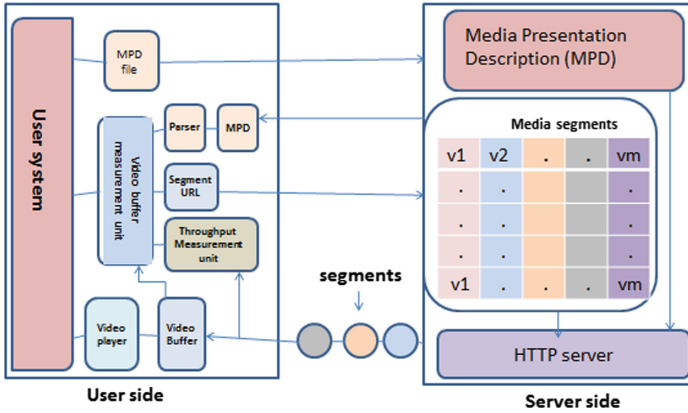 User system
MPD
file
Parser
MPD
Video buffer
measurement unit
Segment
URL
Throughput
Measurement
unit
Video
player
Video
Buffer
User side
segments
Media Presentation
Description (MPD)
Media segments
v1 v2 . . vm
. . . . .
. . . . .
. . . . .
v1 . . . vm
HTTP server
Server side